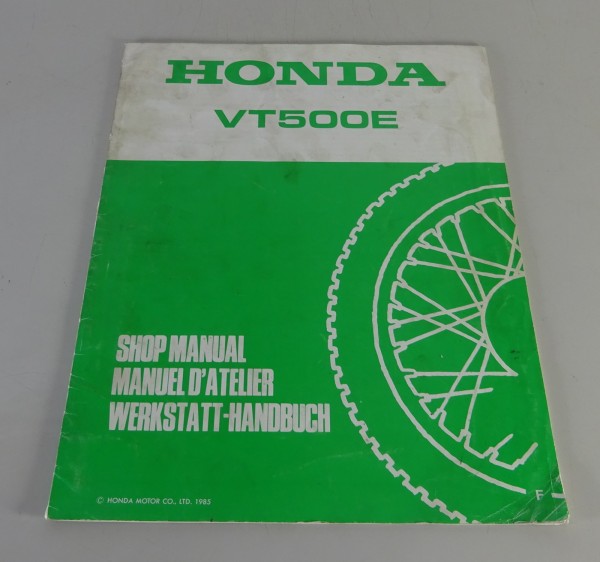 HONDA
VT500E
SHOP MANUAL
MANUEL D'ATELIER
WERKSTATT-HANDBUCH
© HONDA MOTOR CO., LTD. 1985
F